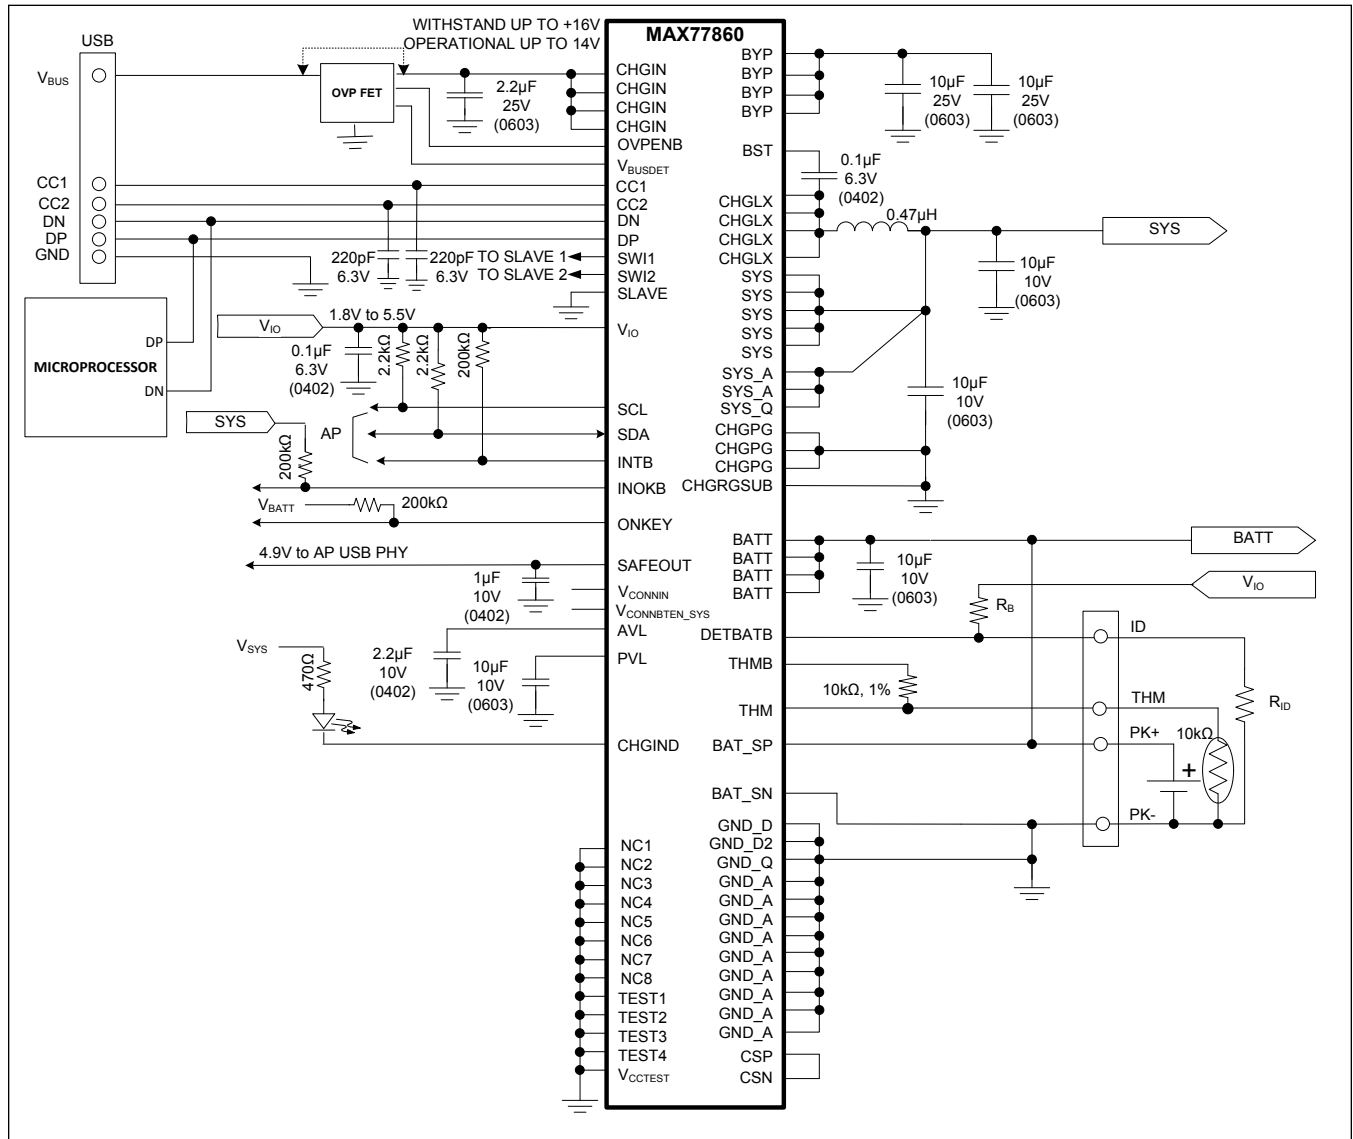 WITHSTAND UP TO +16V
OPERATIONAL UP TO 14V
MAX77860
USB
VBUS
OVP FET
2.2µF
25V
(0603)
CC1
CC2
DN
DP
GND
220pF
6.3V
220pF
6.3V
TO SLAVE 1
TO SLAVE 2
MICROPROCESSOR
DP
DN
VIO
1.8V to 5.5V
0.1µF
6.3V
(0402)
2.2kΩ
2.2kΩ
200kΩ
AP
SYS
200kΩ
VBATT
200kΩ
4.9V to AP USB PHY
1µF
10V
(0402)
VSYS
470Ω
2.2µF
10V
(0402)
10µF
10V
(0603)
CHGIN
CHGIN
CHGIN
CHGIN
OVPENB
VBUSDET
CC1
CC2
DN
DP
SWI1
SWI2
SLAVE
VIO
SCL
SDA
INTB
INOKB
ONKEY
SAFEOUT
VCONNIN
VCONNBTEN_SYS
AVL
PVL
CHGIND
NC1
NC2
NC3
NC4
NC5
NC6
NC7
NC8
TEST1
TEST2
TEST3
TEST4
VCCTEST
BYP
BYP
BYP
BYP
BST
CHGLX
CHGLX
CHGLX
CHGLX
SYS
SYS
SYS
SYS
SYS
SYS_A
SYS_A
SYS_Q
CHGPG
CHGPG
CHGPG
CHGRGSUB
BATT
BATT
BATT
BATT
DETBATB
THMB
THM
BAT_SP
BAT_SN
GND_D
GND_D2
GND_Q
GND_A
GND_A
GND_A
GND_A
GND_A
GND_A
GND_A
GND_A
GND_A
CSP
CSN
10µF
25V
(0603)
10µF
25V
(0603)
0.1µF
6.3V
(0402)
0.47µH
SYS
10µF
10V
(0603)
10µF
10V
(0603)
BATT
10µF
10V
(0603)
VIO
RB
ID
10kΩ, 1%
THM
RID
PK+
10kΩ
+
PK-